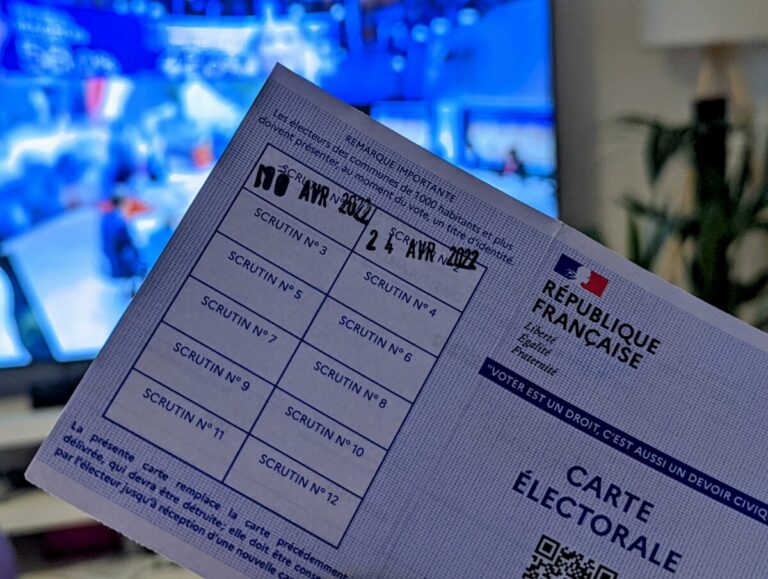 REMARQUE IMPORTANTE
Les électeurs des communes de 1000 habitants et plus
doivent présenter, au moment du vote, un titre d'identité.
AVR 2022
24 AVR 2022
SCRUTIN N° 3
SCRUTIN N° 4
SCRUTIN N° 5
SCRUTIN N° 6
SCRUTIN N° 7
SCRUTIN N° 8
SCRUTIN N° 9
SCRUTIN N° 10
SCRUTIN N° 11
SCRUTIN N° 12
La présente carte remplace la carte précédemm
délivrée, qui devra être détruite; elle doit être conse
par l'électeur jusqu'à réception d'une nouvelle ca
RÉPUBLIQUE
FRANÇAISE
Liberté
Égalité
Fraternité
"VOTER EST UN DROIT, C'EST AUSSI UN DEVOIR CIVIQ
CARTE
ÉLECTORALE